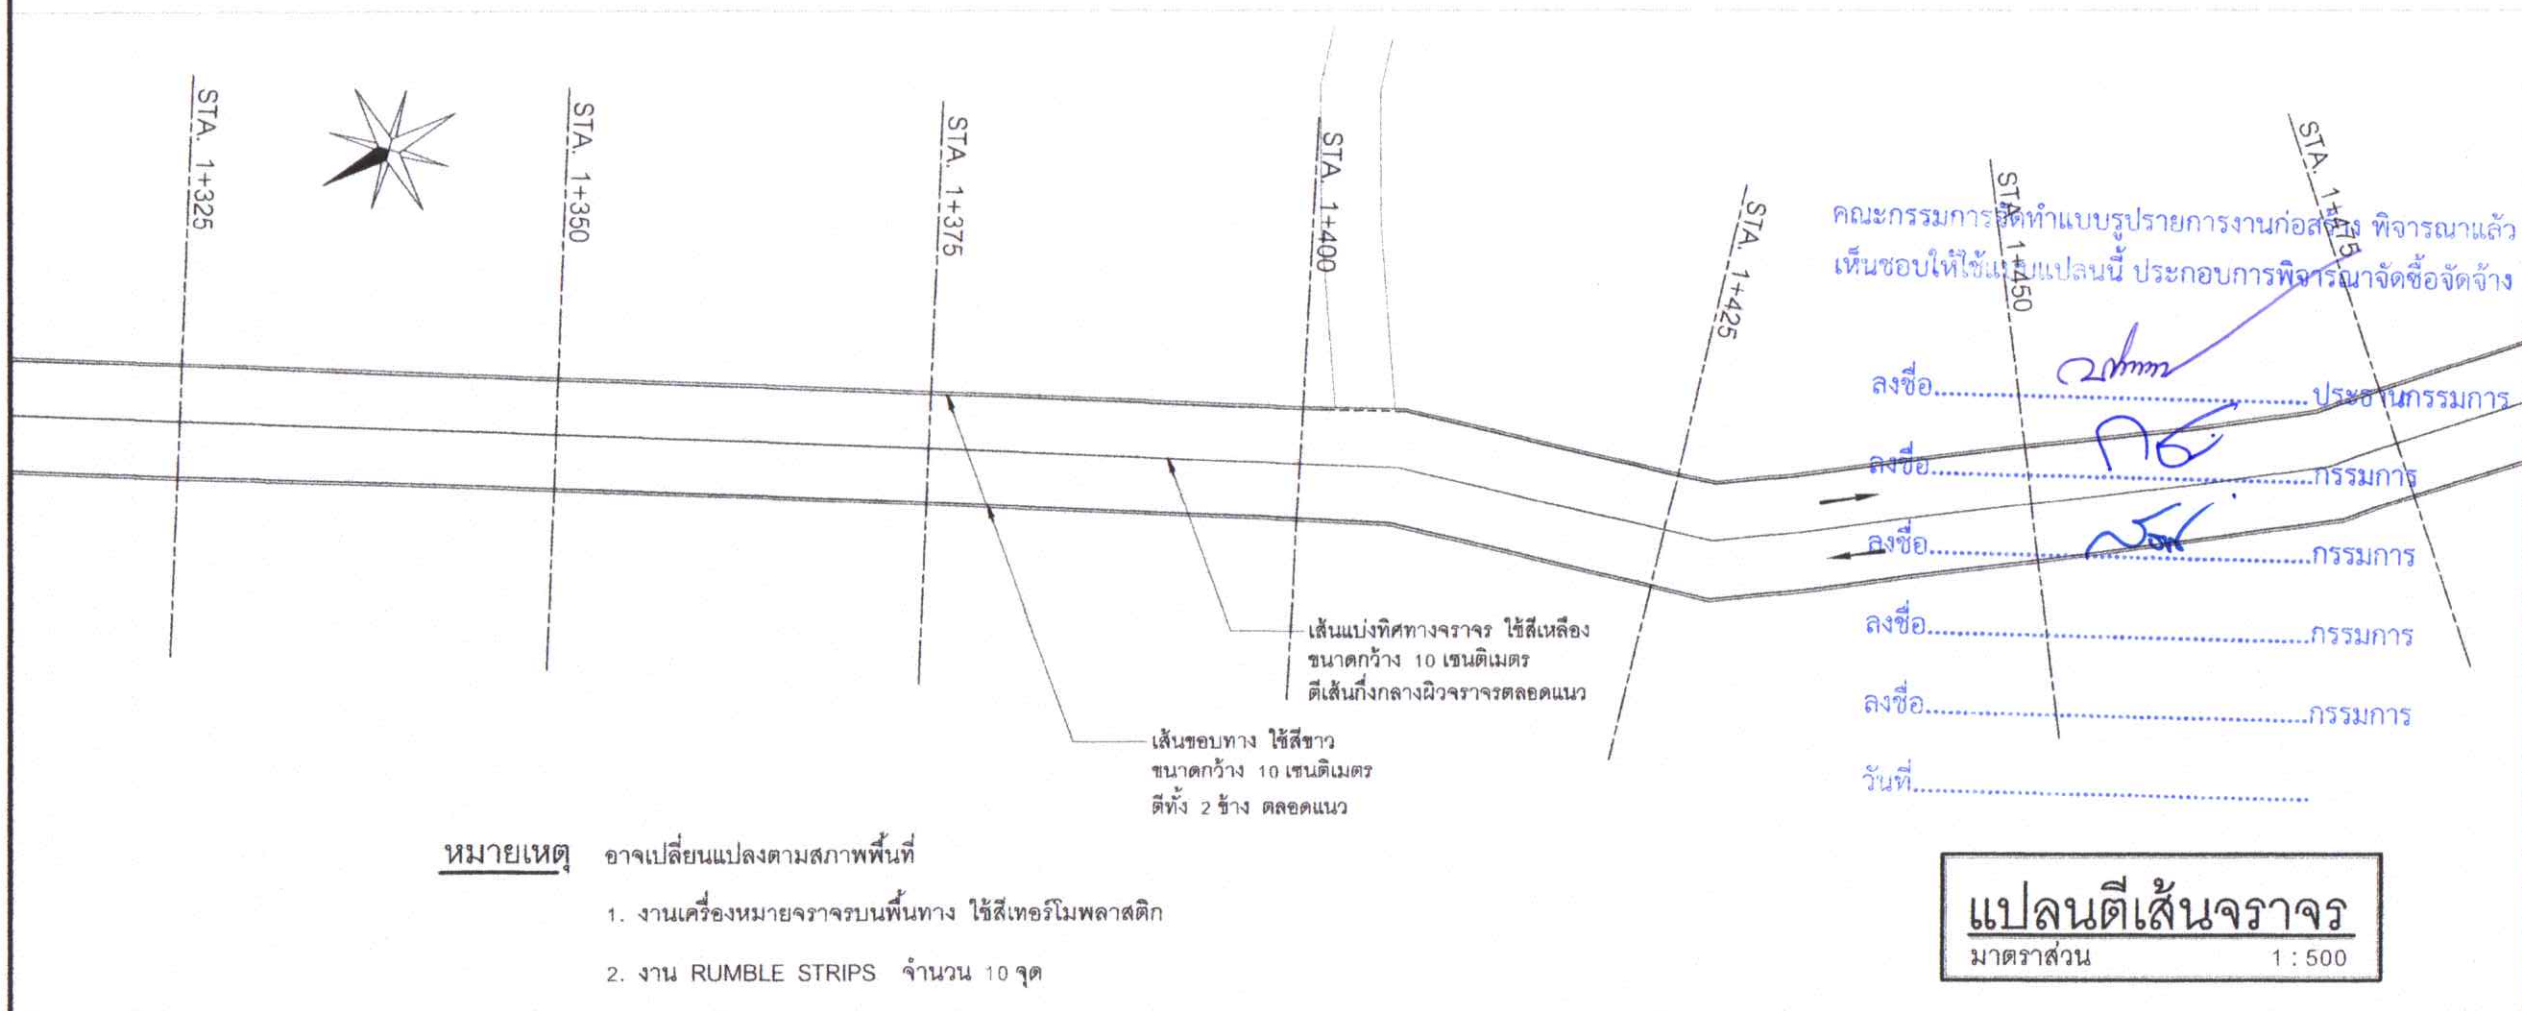 STA. 1+325
STA. 1+350
STA. 1+375
STA. 1+400
STA. 1+425
STA. 1+450
STA. 1+475
คณะกรรมการจัดทำแบบรูปรายการงานก่อสร้าง พิจารณาแล้ว
เห็นชอบให้ใช้แบบแปลนนี้ ประกอบการพิจารณาจัดซื้อจัดจ้าง
ลงชื่อ..............................ประธานกรรมการ
ลงชื่อ..............................กรรมการ
ลงชื่อ..............................กรรมการ
ลงชื่อ..............................กรรมการ
ลงชื่อ..............................กรรมการ
วันที่..............................
เส้นแบ่งทิศทางจราจร ใช้สีเหลือง
ขนาดกว้าง 10 เซนติเมตร
ตีเส้นกึ่งกลางผิวจราจรตลอดแนว
เส้นขอบทาง ใช้สีขาว
ขนาดกว้าง 10 เซนติเมตร
ตีทั้ง 2 ข้าง ตลอดแนว
หมายเหตุ อาจเปลี่ยนแปลงตามสภาพพื้นที่
1. งานเครื่องหมายจราจรบนพื้นทาง ใช้สีเทอร์โมพลาสติก
2. งาน RUMBLE STRIPS จำนวน 10 จุด
แปลนตีเส้นจราจร
มาตราส่วน 1 : 500